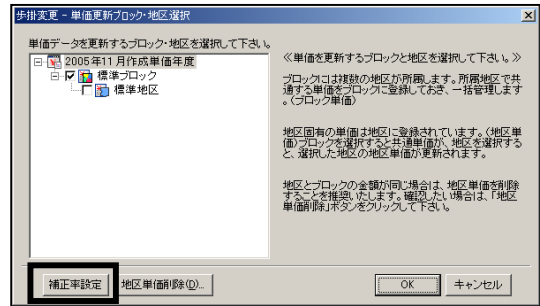 歩掛変更 - 単価更新ブロック・地区選択
単価データを更新するブロック・地区を選択して下さい。
2005年11月作成単価年度
標準ブロック
標準地区
≪単価を更新するブロックと地区を選択して下さい。≫
ブロックには複数の地区が所属します。所属地区で共
通する単価をブロックに登録しておき、一括管理します
。(ブロック単価)
地区固有の単価は地区に登録されています。(地区単
価)ブロックを選択すると共通単価が、地区を選択する
と、選択した地区の地区単価が更新されます。
地区とブロックの金額が同じ場合は、地区単価を削除
することを推奨いたします。確認したい場合は、「地区
単価削除」ボタンをクリックして下さい。
補正率設定
地区単価削除(D)...
OK
キャンセル